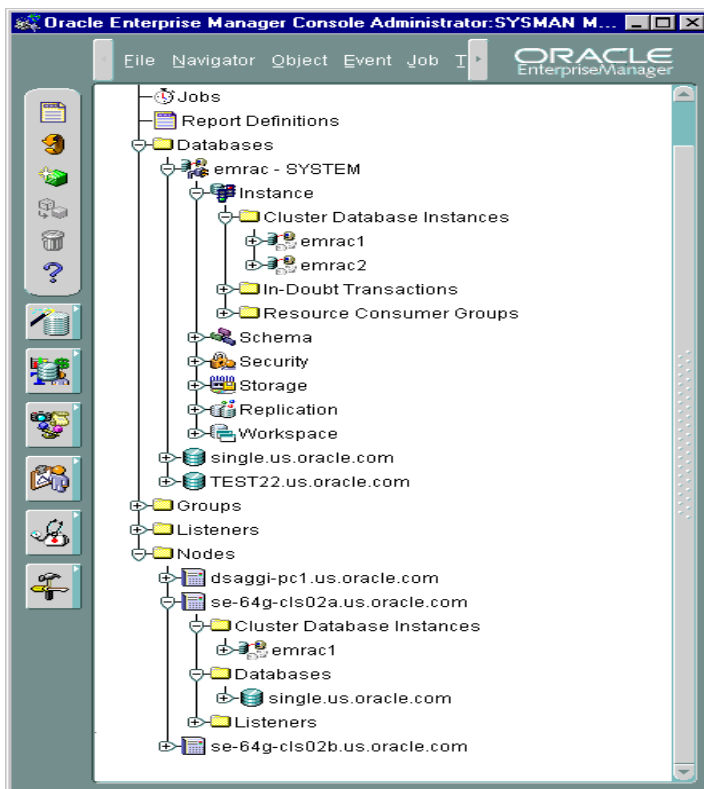 Oracle Enterprise Manager Console Administrator:SYSMAN M...
File Navigator Object Event Job T
ORACLE
EnterpriseManager
Jobs
Report Definitions
Databases
emrac - SYSTEM
Instance
Cluster Database Instances
emrac1
emrac2
In-Doubt Transactions
Resource Consumer Groups
Schema
Security
Storage
Replication
Workspace
single.us.oracle.com
TEST22.us.oracle.com
Groups
Listeners
Nodes
dsaggi-pc1.us.oracle.com
se-64g-cls02a.us.oracle.com
Cluster Database Instances
emrac1
Databases
single.us.oracle.com
Listeners
se-64g-cls02b.us.oracle.com